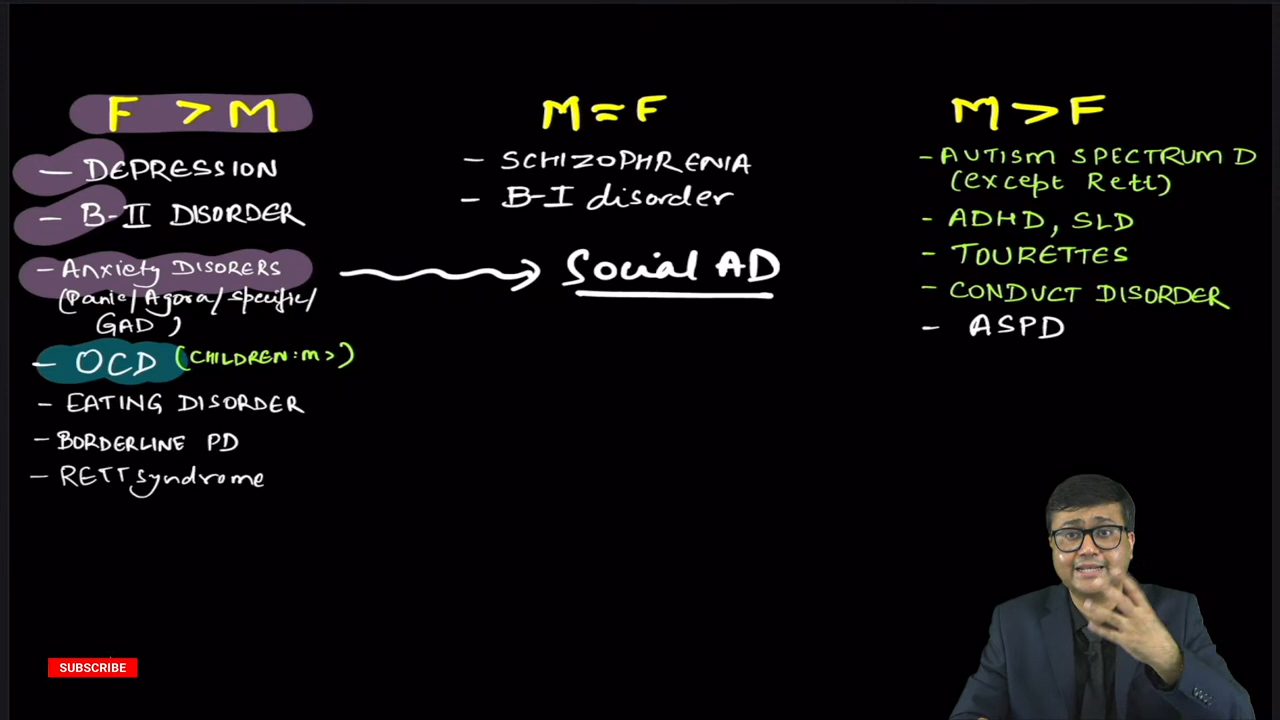 F > M
- DEPRESSION
- B-II DISORDER
- Anxiety DISORERS
(Panic/Agora/specific/
GAD)
- OCD (CHILDREN: M>)
- EATING DISORDER
- BORDERLINE PD
- RETT syndrome
M = F
- SCHIZOPHRENIA
- B-I disorder
Social AD
M > F
- AUTISM SPECTRUM D
(except Rett)
- ADHD, SLD
- TOURETTES
- CONDUCT DISORDER
- ASPD
SUBSCRIBE